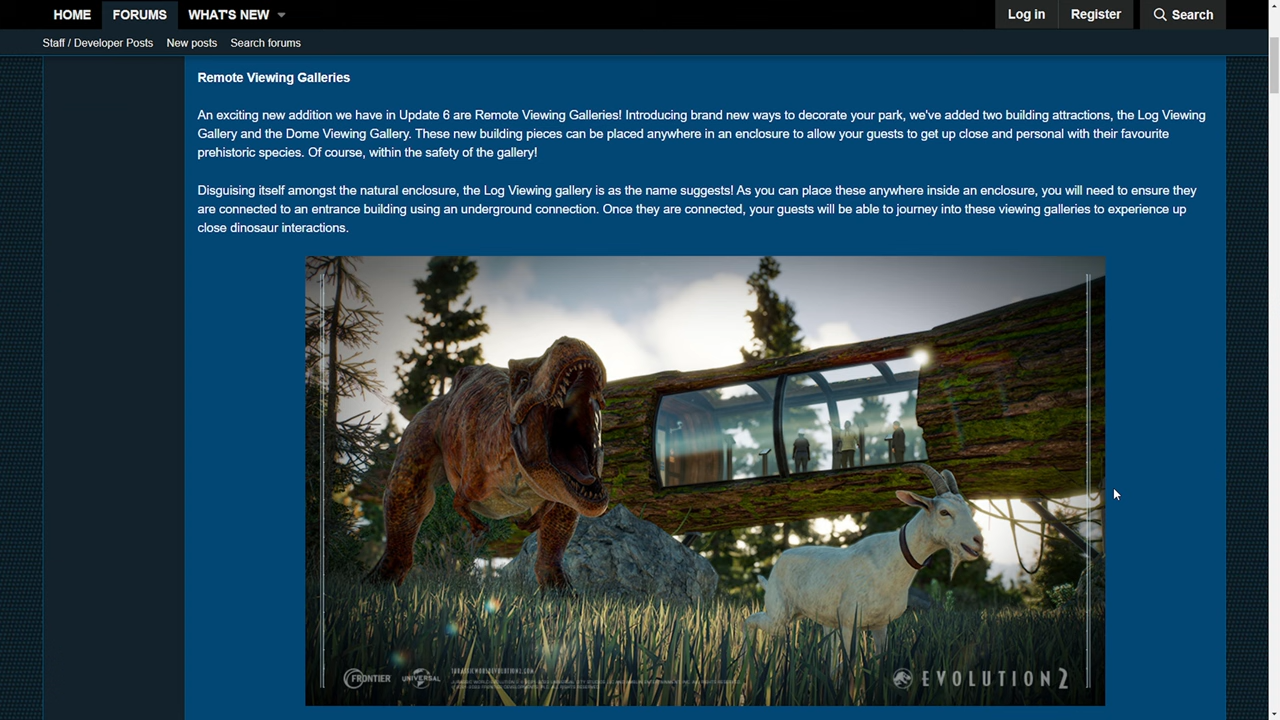 HOME FORUMS WHAT'S NEW Log in Register Search
Staff / Developer Posts New posts Search forums
Remote Viewing Galleries
An exciting new addition we have in Update 6 are Remote Viewing Galleries! Introducing brand new ways to decorate your park, we've added two building attractions, the Log Viewing
Gallery and the Dome Viewing Gallery. These new building pieces can be placed anywhere in an enclosure to allow your guests to get up close and personal with their favourite
prehistoric species. Of course, within the safety of the gallery!
Disguising itself amongst the natural enclosure, the Log Viewing gallery is as the name suggests! As you can place these anywhere inside an enclosure, you will need to ensure they
are connected to an entrance building using an underground connection. Once they are connected, your guests will be able to journey into these viewing galleries to experience up
close dinosaur interactions.
FRONTIER UNIVERSAL JURASSICWORLDEVOLUTION2.COM EVOLUTION 2